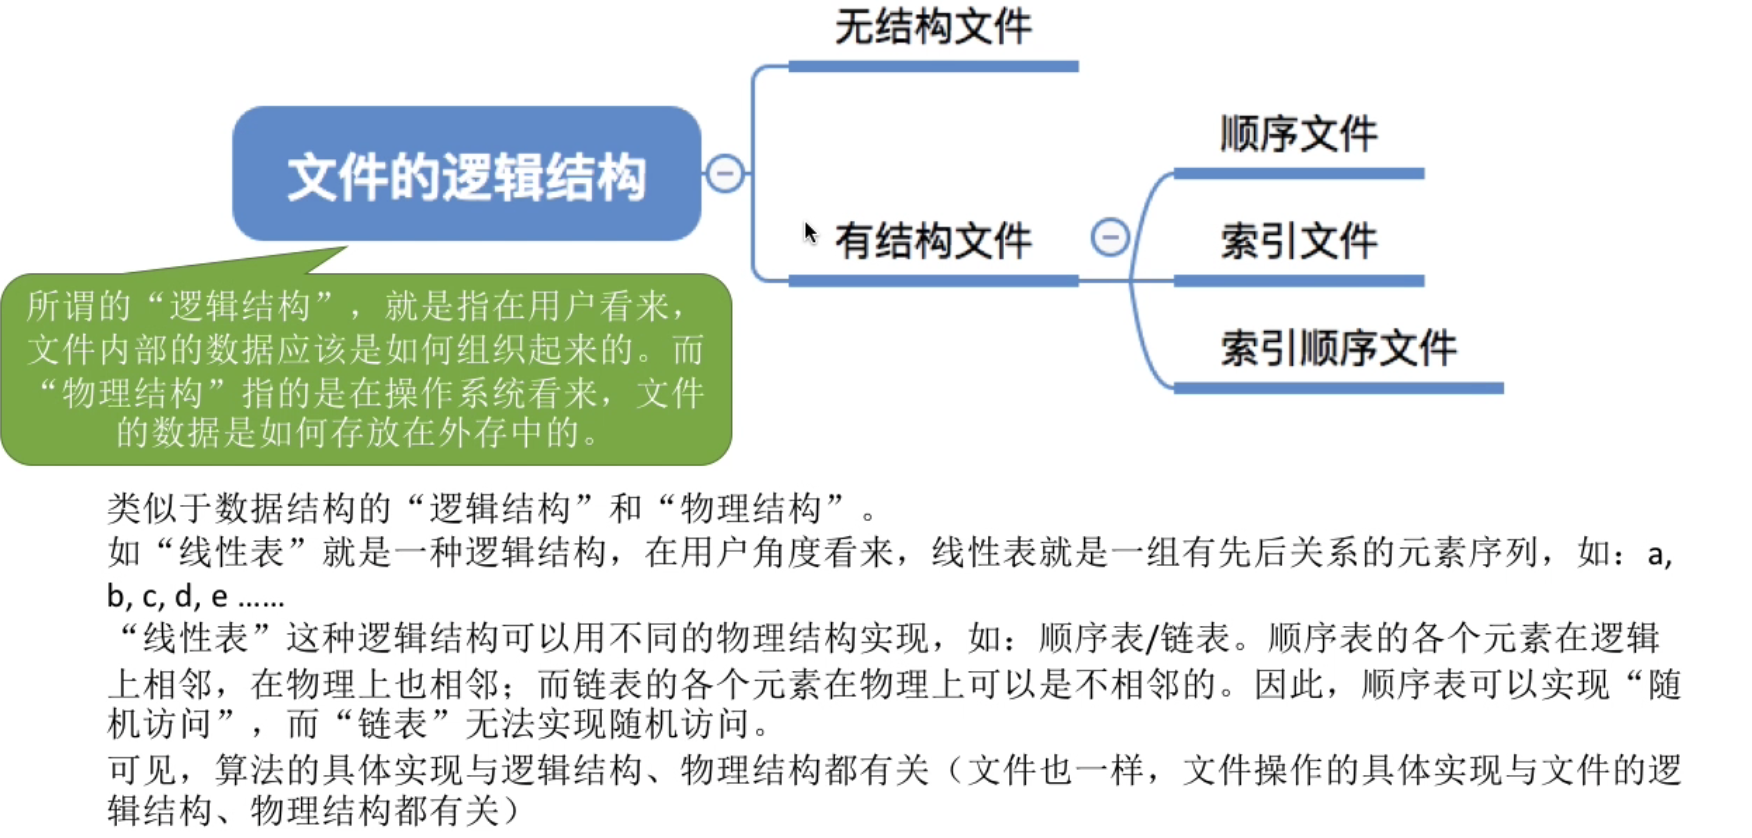 无结构文件
文件的逻辑结构
有结构文件
顺序文件
索引文件
索引顺序文件
所谓的“逻辑结构”，就是指在用户看来，
文件内部的数据应该是如何组织起来的。而
“物理结构”指的是在操作系统看来，文件
的数据是如何存放在外存中的。
类似于数据结构的“逻辑结构”和“物理结构”。
如“线性表”就是一种逻辑结构，在用户角度看来，线性表就是一组有先后关系的元素序列，如：a,
b, c, d, e ……
“线性表”这种逻辑结构可以用不同的物理结构实现，如：顺序表/链表。顺序表的各个元素在逻辑
上相邻，在物理上也相邻；而链表的各个元素在物理上可以是不相邻的。因此，顺序表可以实现“随
机访问”，而“链表”无法实现随机访问。
可见，算法的具体实现与逻辑结构、物理结构都有关（文件也一样，文件操作的具体实现与文件的逻
辑结构、物理结构都有关）